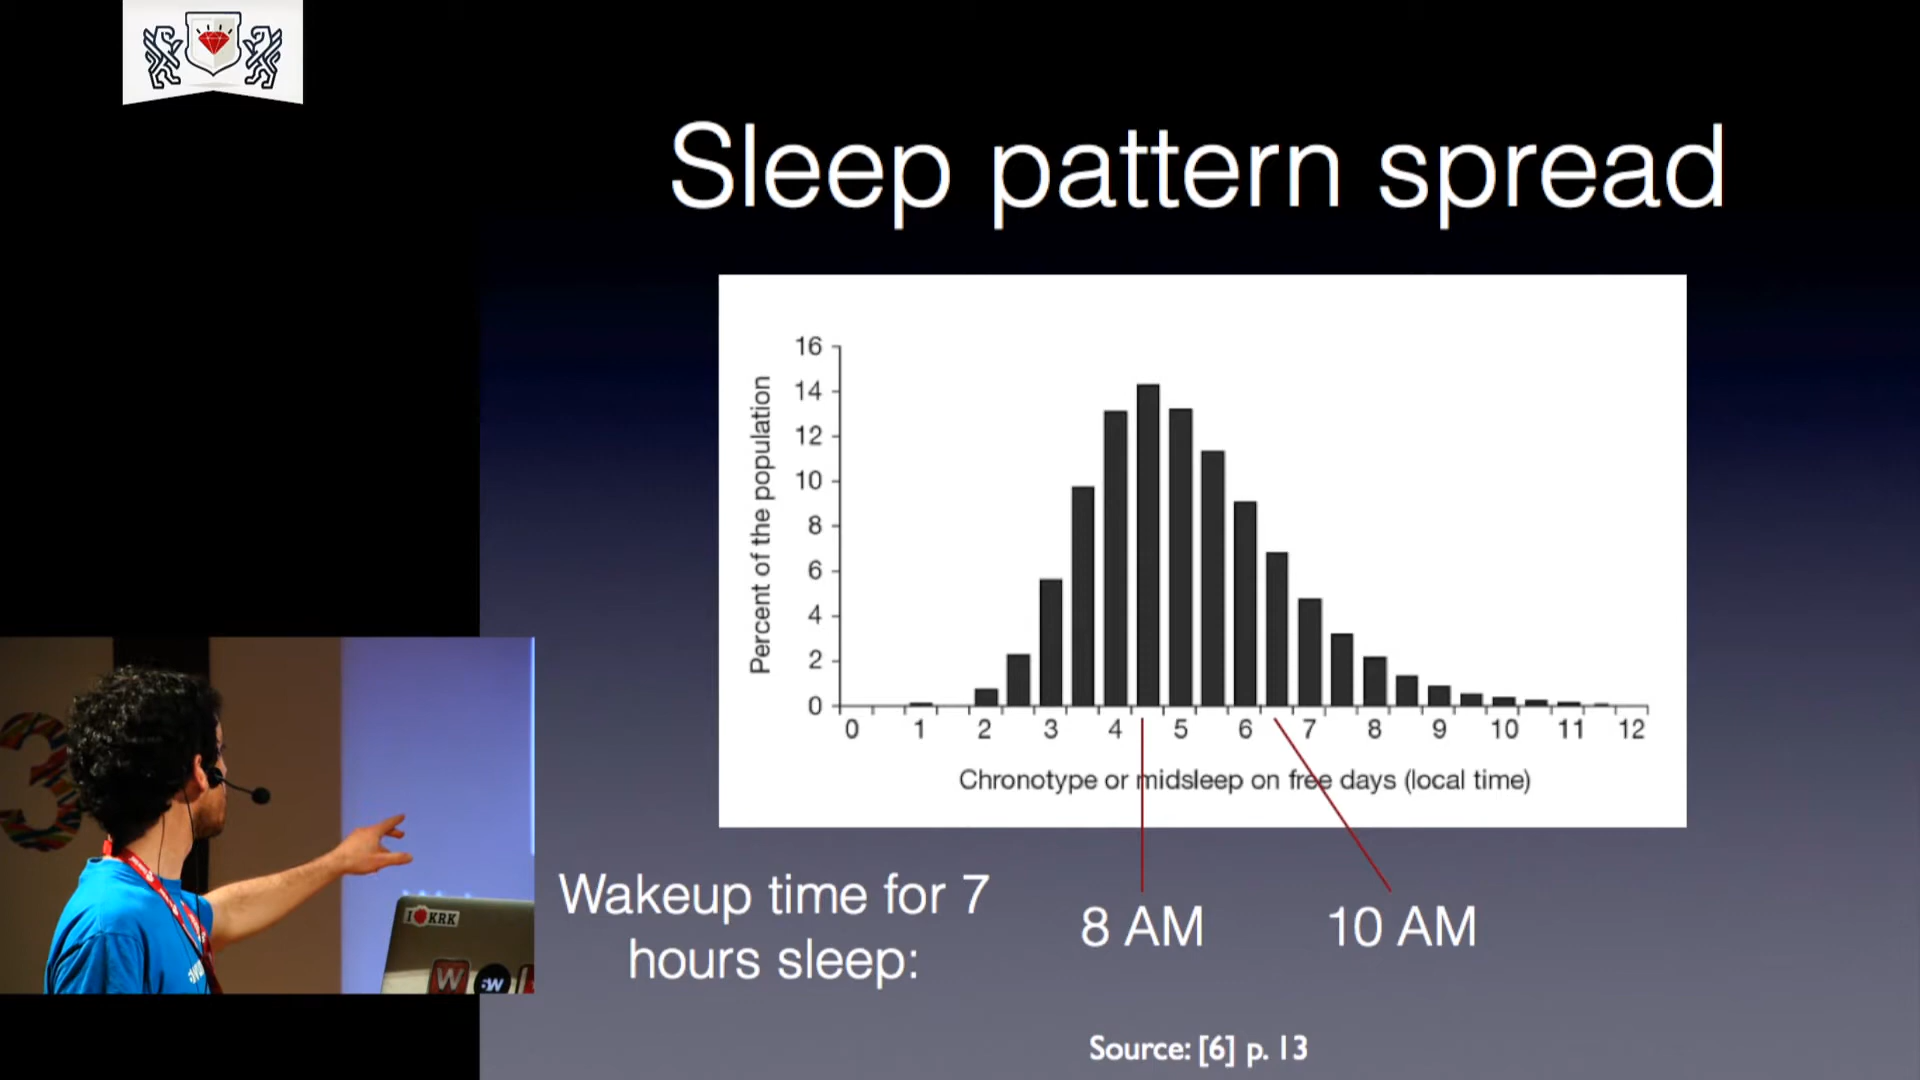 Sleep pattern spread
16
14
12
10
8
6
4
2
0
Percent of the population
0 1 2 3 4 5 6 7 8 9 10 11 12
Chronotype or midsleep on free days (local time)
Wakeup time for 7
hours sleep:
8 AM
10 AM
Source: [6] p. 13
3
I KRK
W
SW